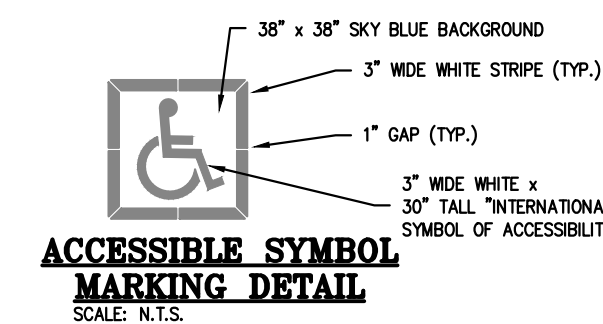 38" x 38" SKY BLUE BACKGROUND
3" WIDE WHITE STRIPE (TYP.)
1" GAP (TYP.)
3" WIDE WHITE x
30" TALL "INTERNATIONA
SYMBOL OF ACCESSIBILIT
ACCESSIBLE SYMBOL
MARKING DETAIL
SCALE: N.T.S.